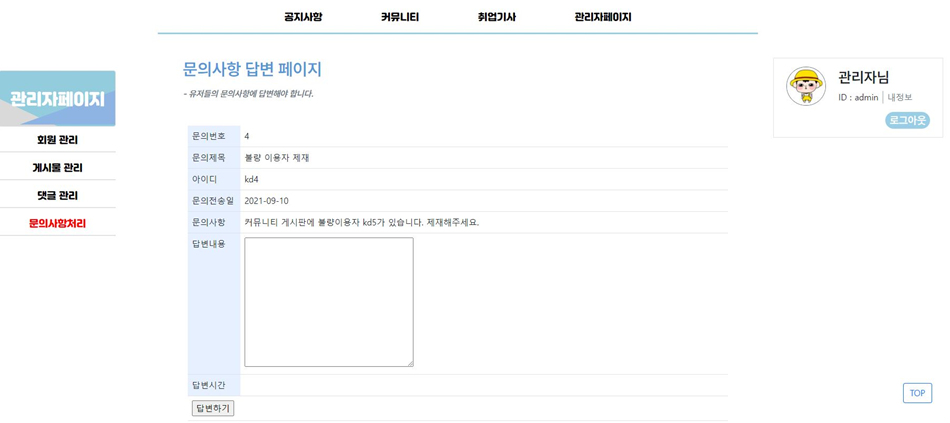 공지사항 커뮤니티 취업기사 관리자페이지
관리자페이지
회원 관리
게시물 관리
댓글 관리
문의사항처리
문의사항 답변 페이지
- 유저들의 문의사항에 답변해야 합니다.
문의번호 4
문의제목 불량 이용자 제재
아이디 kd4
문의전송일 2021-09-10
문의사항 커뮤니티 게시판에 불량이용자 kd5가 있습니다. 제재해주세요.
답변내용
답변시간
답변하기
관리자님
ID : admin | 내정보
로그아웃
TOP